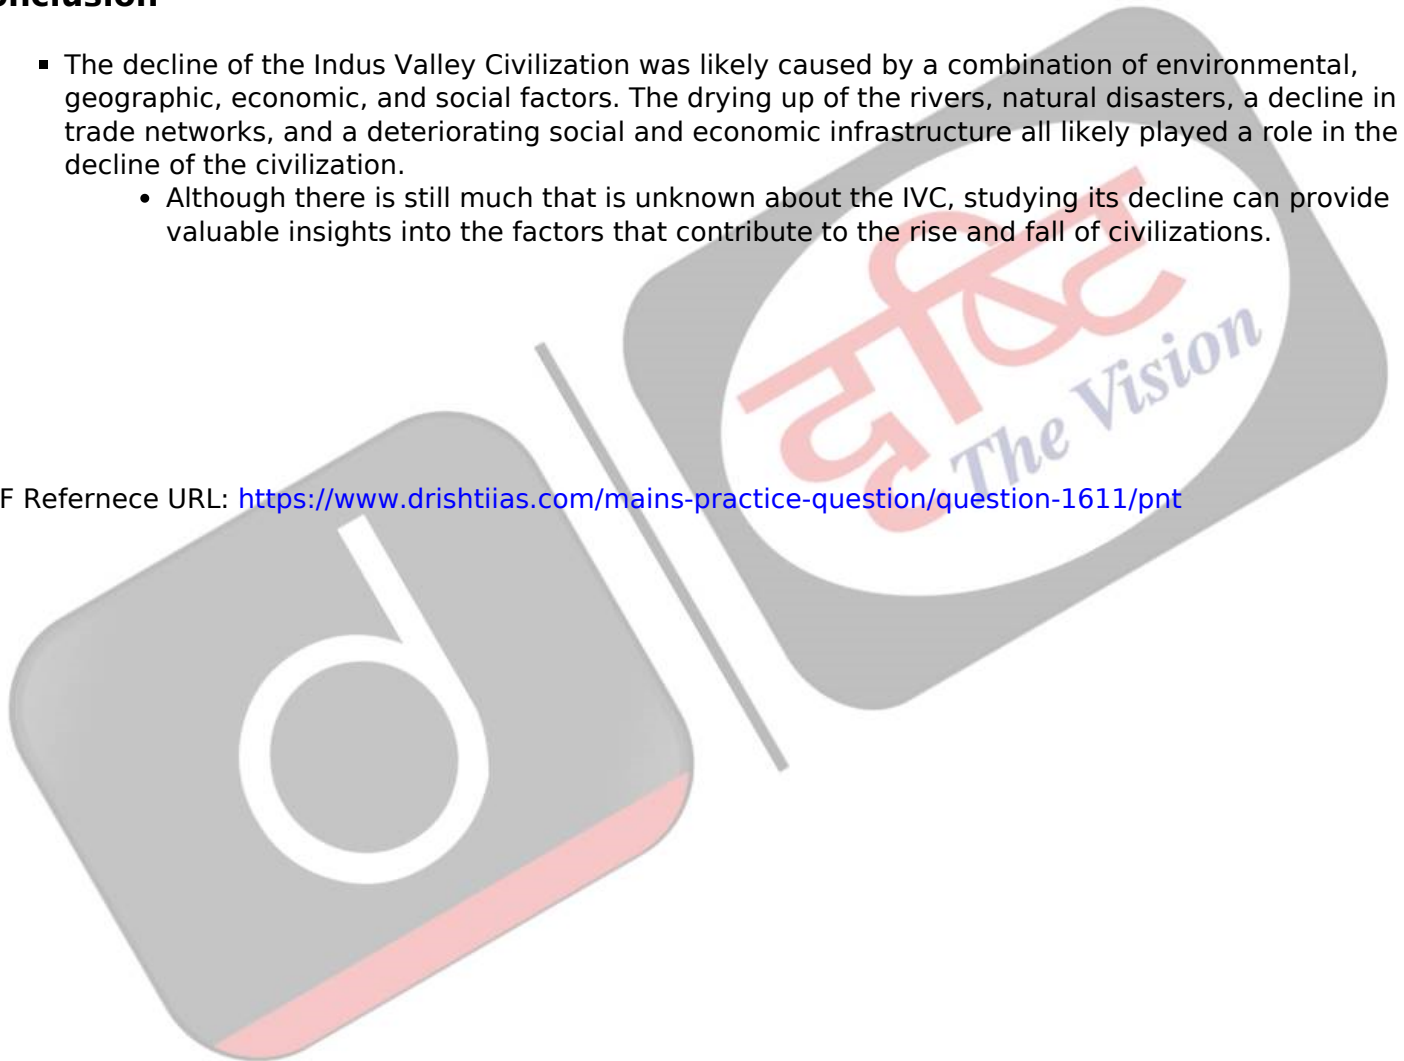 onclusion
▪ The decline of the Indus Valley Civilization was likely caused by a combination of environmental,
geographic, economic, and social factors. The drying up of the rivers, natural disasters, a decline in
trade networks, and a deteriorating social and economic infrastructure all likely played a role in the
decline of the civilization.
• Although there is still much that is unknown about the IVC, studying its decline can provide
valuable insights into the factors that contribute to the rise and fall of civilizations.
दृष्टि
The Vision
F Refernece URL: https://www.drishtiias.com/mains-practice-question/question-1611/pnt
d